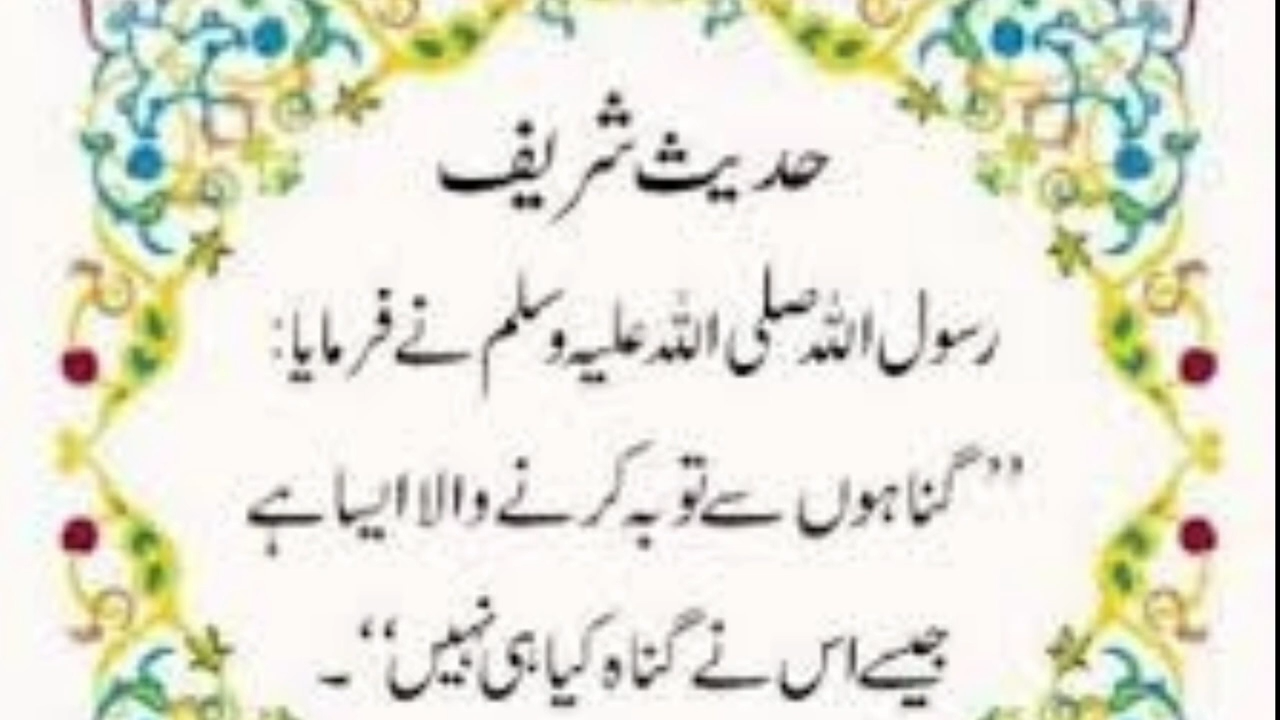 حدیث شریف
رسول اللہ صلی اللہ علیہ وسلم نے فرمایا:
”گناہوں سے توبہ کرنے والا ایسا ہے
جیسے اس نے گناہ کیا ہی نہیں“۔